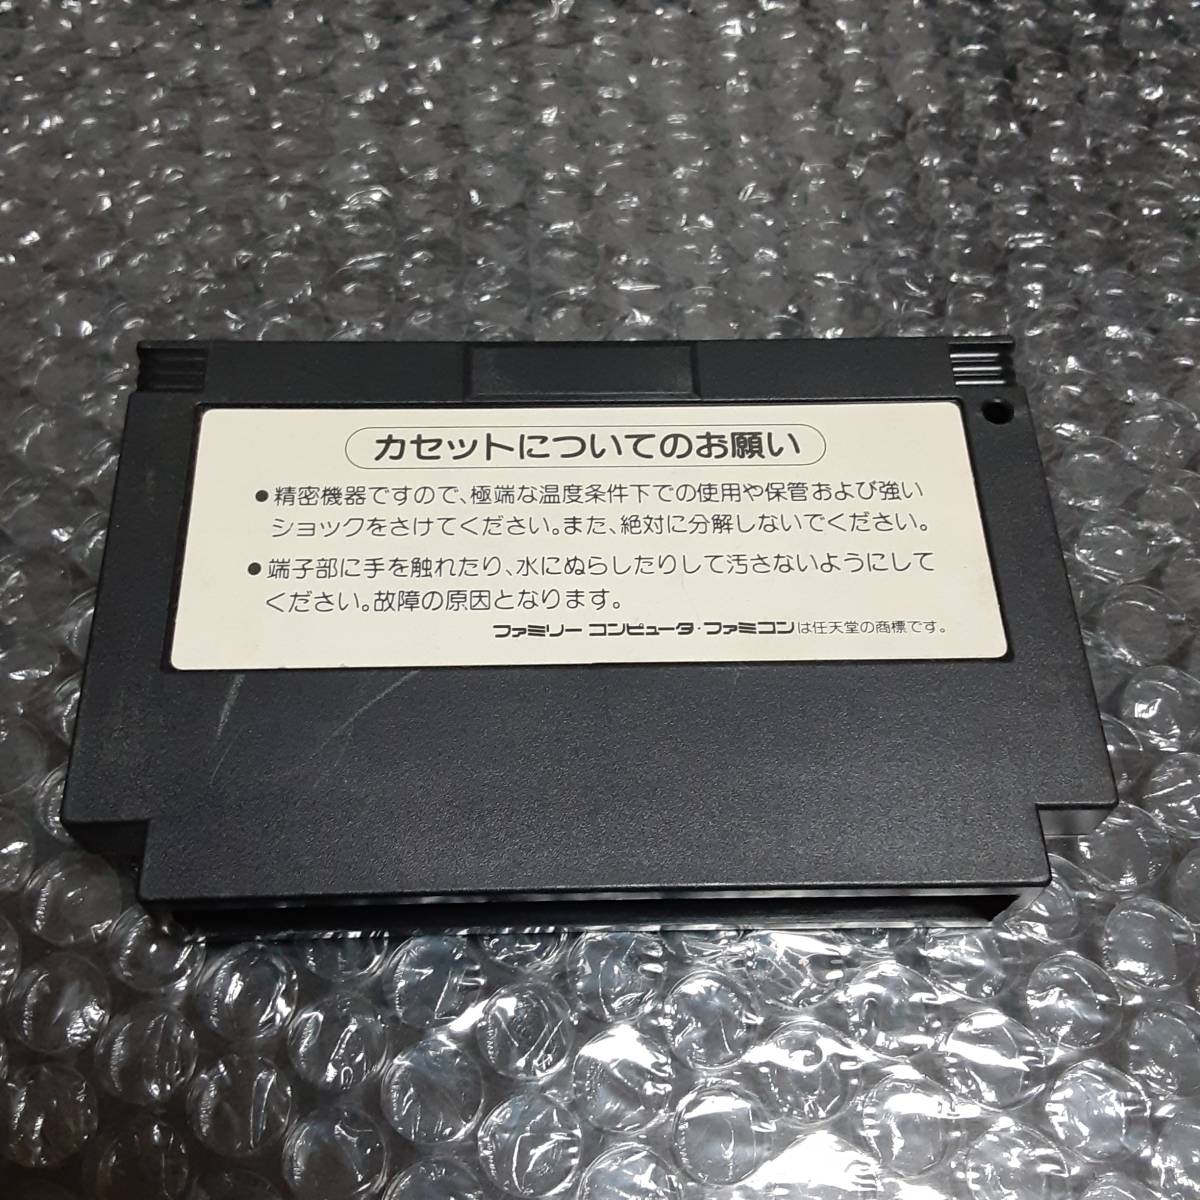 カセットについてのお願い
●精密機器ですので、極端な温度条件下での使用や保管および強い
ショックをさけてください。また、絶対に分解しないでください。
●端子部に手を触れたり、水にぬらしたりして汚さないようにして
ください。故障の原因となります。
ファミリーコンピュータ・ファミコンは任天堂の商標です。